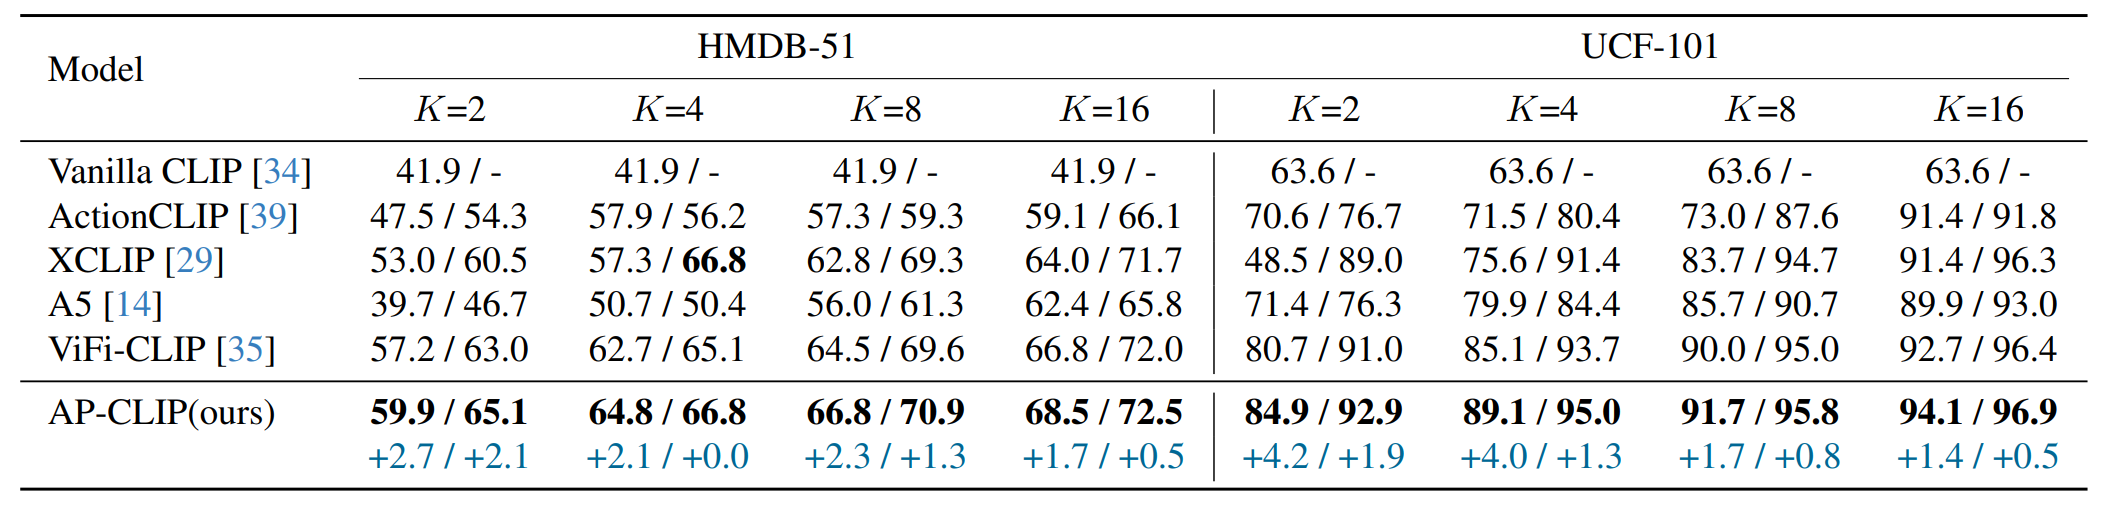 Model HMDB-51 UCF-101
K=2 K=4 K=8 K=16 K=2 K=4 K=8 K=16
Vanilla CLIP [34] 41.9 / - 41.9 / - 41.9 / - 41.9 / - 63.6 / - 63.6 / - 63.6 / - 63.6 / -
ActionCLIP [39] 47.5 / 54.3 57.9 / 56.2 57.3 / 59.3 59.1 / 66.1 70.6 / 76.7 71.5 / 80.4 73.0 / 87.6 91.4 / 91.8
XCLIP [29] 53.0 / 60.5 57.3 / 66.8 62.8 / 69.3 64.0 / 71.7 48.5 / 89.0 75.6 / 91.4 83.7 / 94.7 91.4 / 96.3
A5 [14] 39.7 / 46.7 50.7 / 50.4 56.0 / 61.3 62.4 / 65.8 71.4 / 76.3 79.9 / 84.4 85.7 / 90.7 89.9 / 93.0
ViFi-CLIP [35] 57.2 / 63.0 62.7 / 65.1 64.5 / 69.6 66.8 / 72.0 80.7 / 91.0 85.1 / 93.7 90.0 / 95.0 92.7 / 96.4
AP-CLIP(ours) 59.9 / 65.1 64.8 / 66.8 66.8 / 70.9 68.5 / 72.5 84.9 / 92.9 89.1 / 95.0 91.7 / 95.8 94.1 / 96.9
+2.7 / +2.1 +2.1 / +0.0 +2.3 / +1.3 +1.7 / +0.5 +4.2 / +1.9 +4.0 / +1.3 +1.7 / +0.8 +1.4 / +0.5